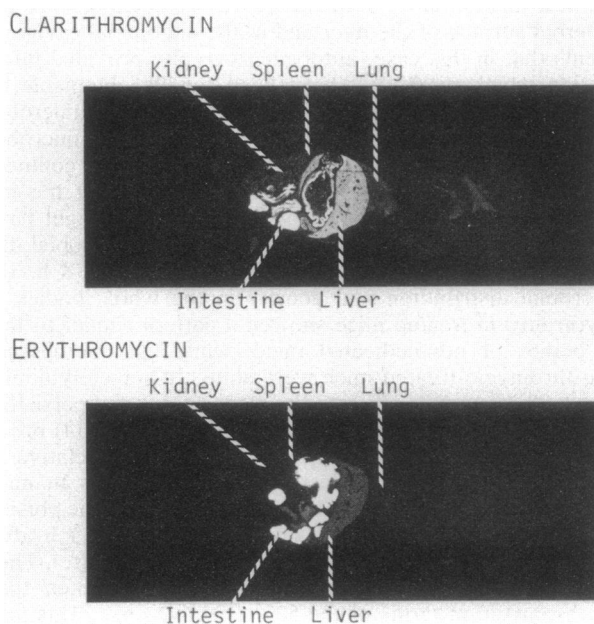 CLARITHROMYCIN
Kidney Spleen Lung
Intestine Liver
ERYTHROMYCIN
Kidney Spleen Lung
Intestine Liver